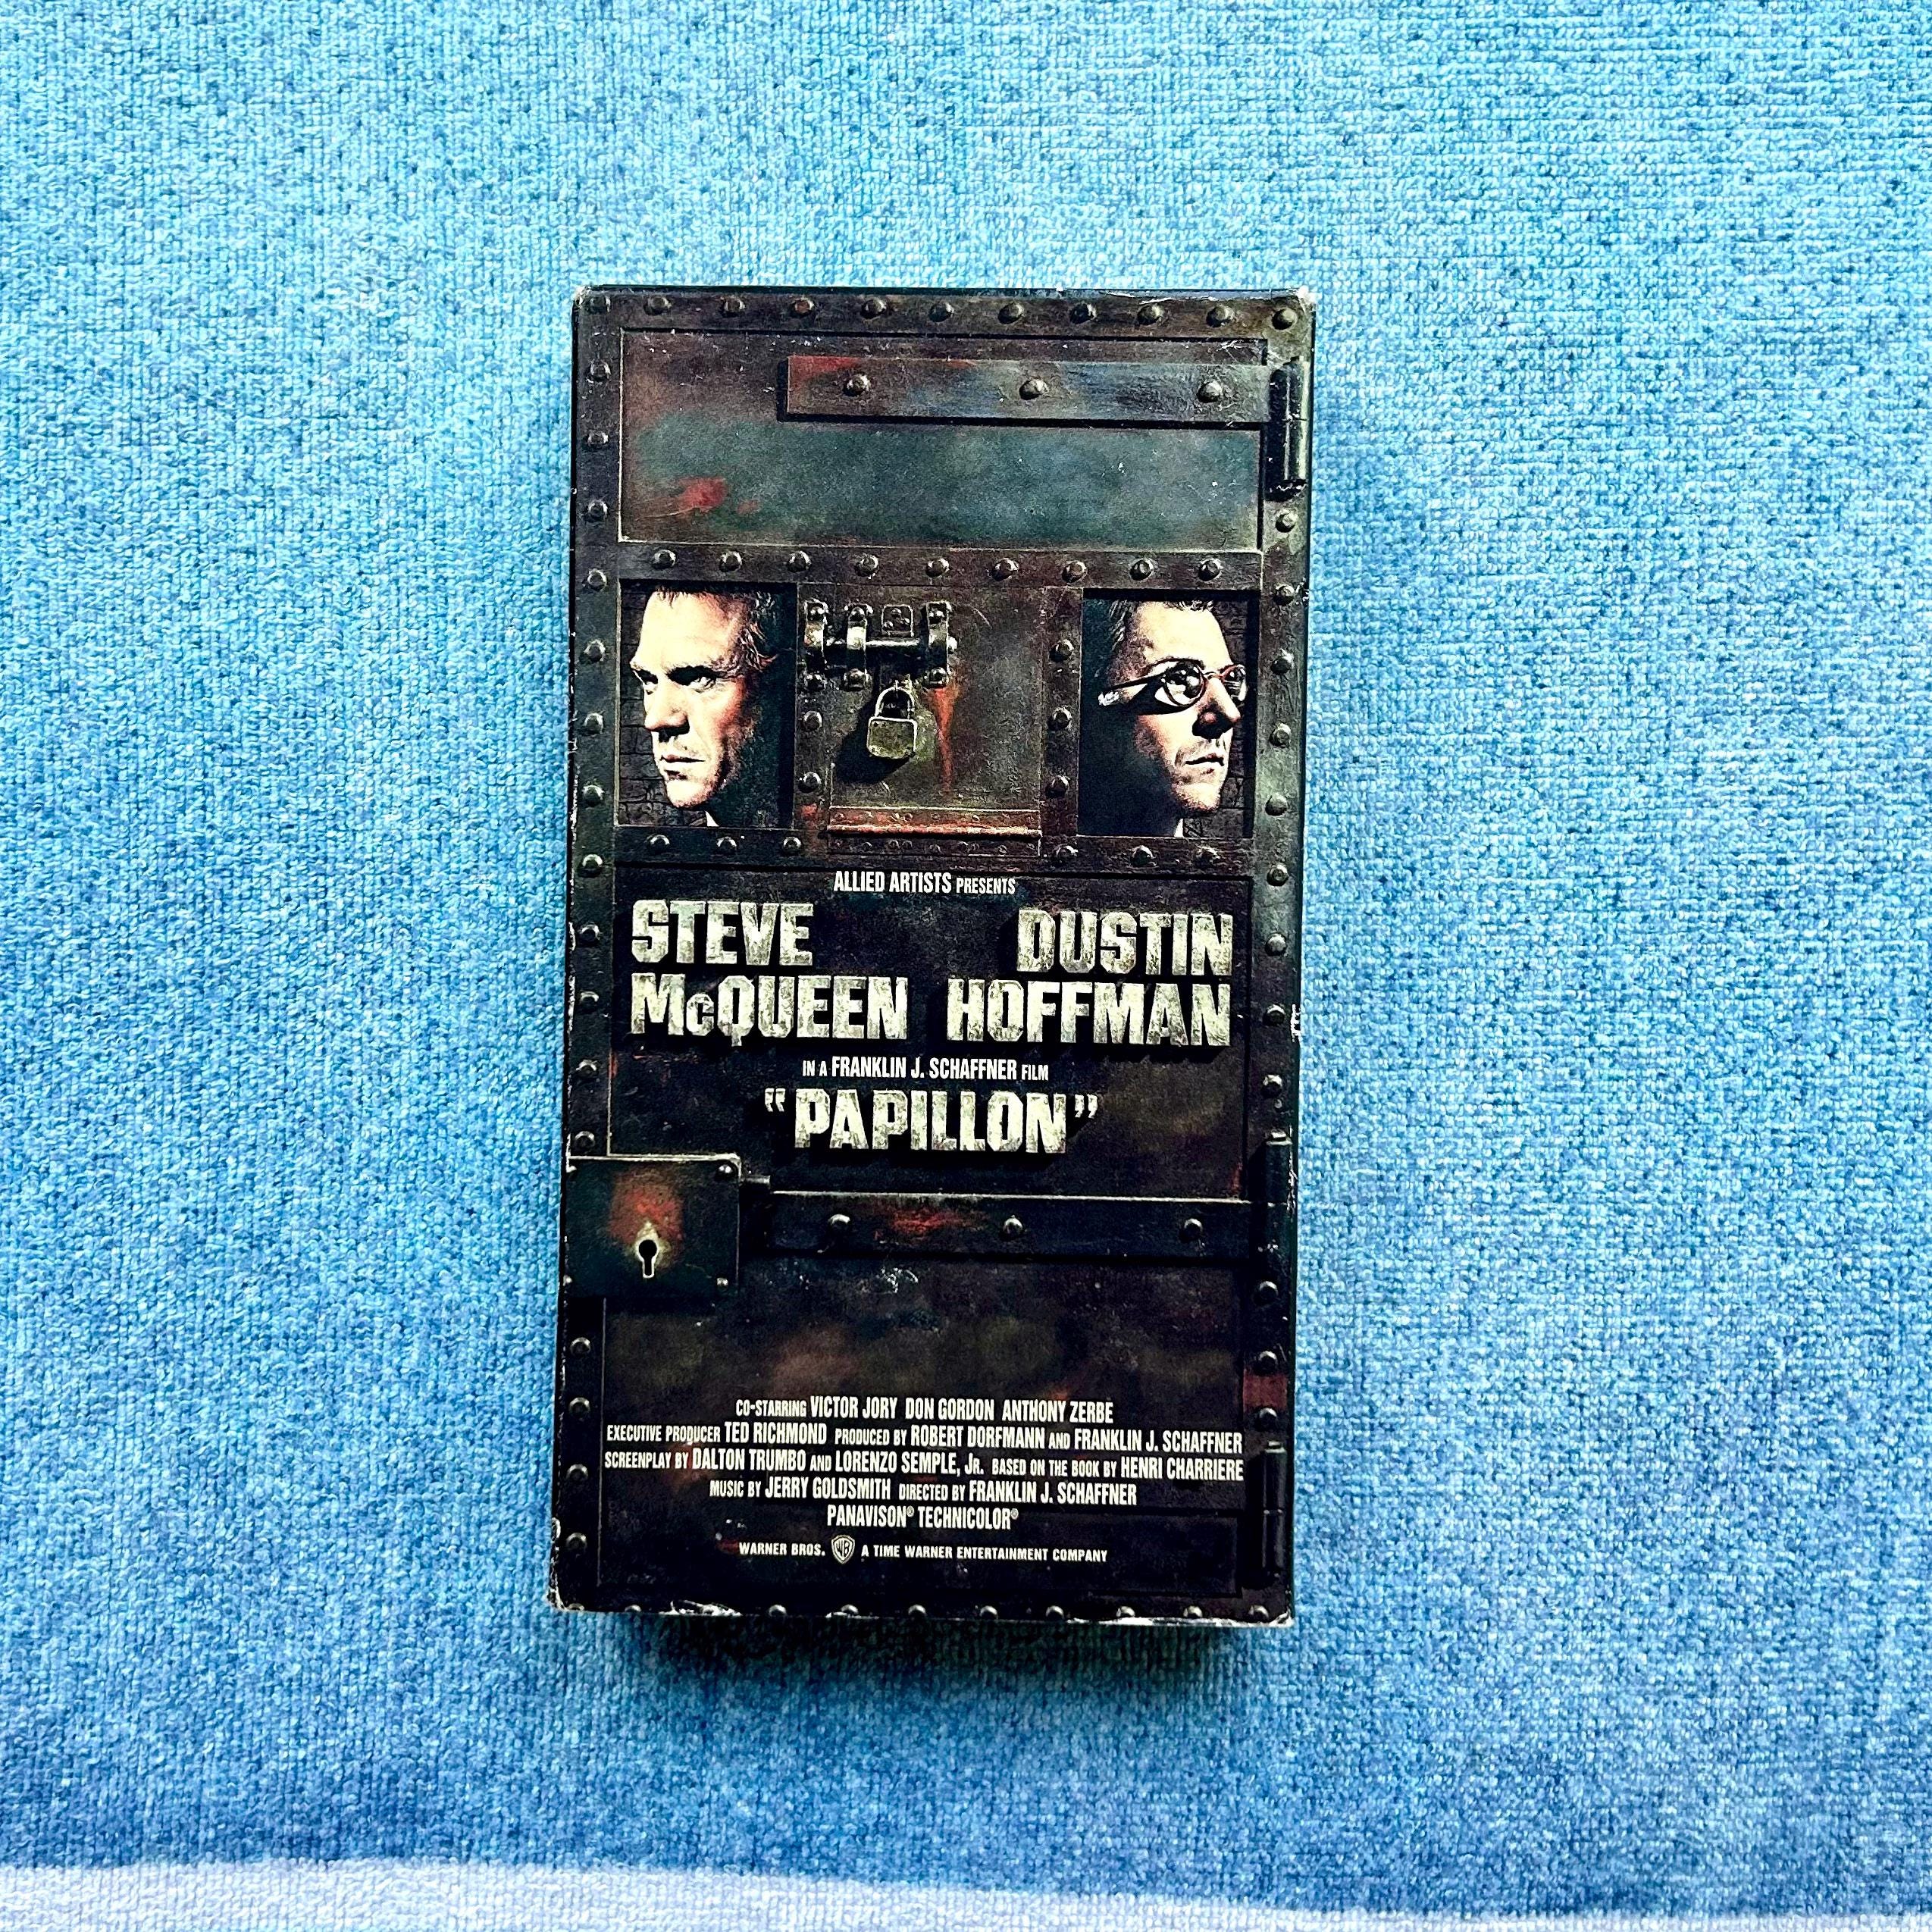 ALLIED ARTISTS PRESENTS
STEVE DUSTIN
McQUEEN HOFFMAN
IN A FRANKLIN J. SCHAFFNER FILM
"PAPILLON"
CO-STARRING VICTOR JORY DON GORDON ANTHONY ZERBE
EXECUTIVE PRODUCER TED RICHMOND PRODUCED BY ROBERT DORFMANN AND FRANKLIN J. SCHAFFNER
SCREENPLAY BY DALTON TRUMBO AND LORENZO SEMPLE, JR. BASED ON THE BOOK BY HENRI CHARRIERE
MUSIC BY JERRY GOLDSMITH DIRECTED BY FRANKLIN J. SCHAFFNER
PANAVISON® TECHNICOLOR®
WARNER BROS. WB A TIME WARNER ENTERTAINMENT COMPANY